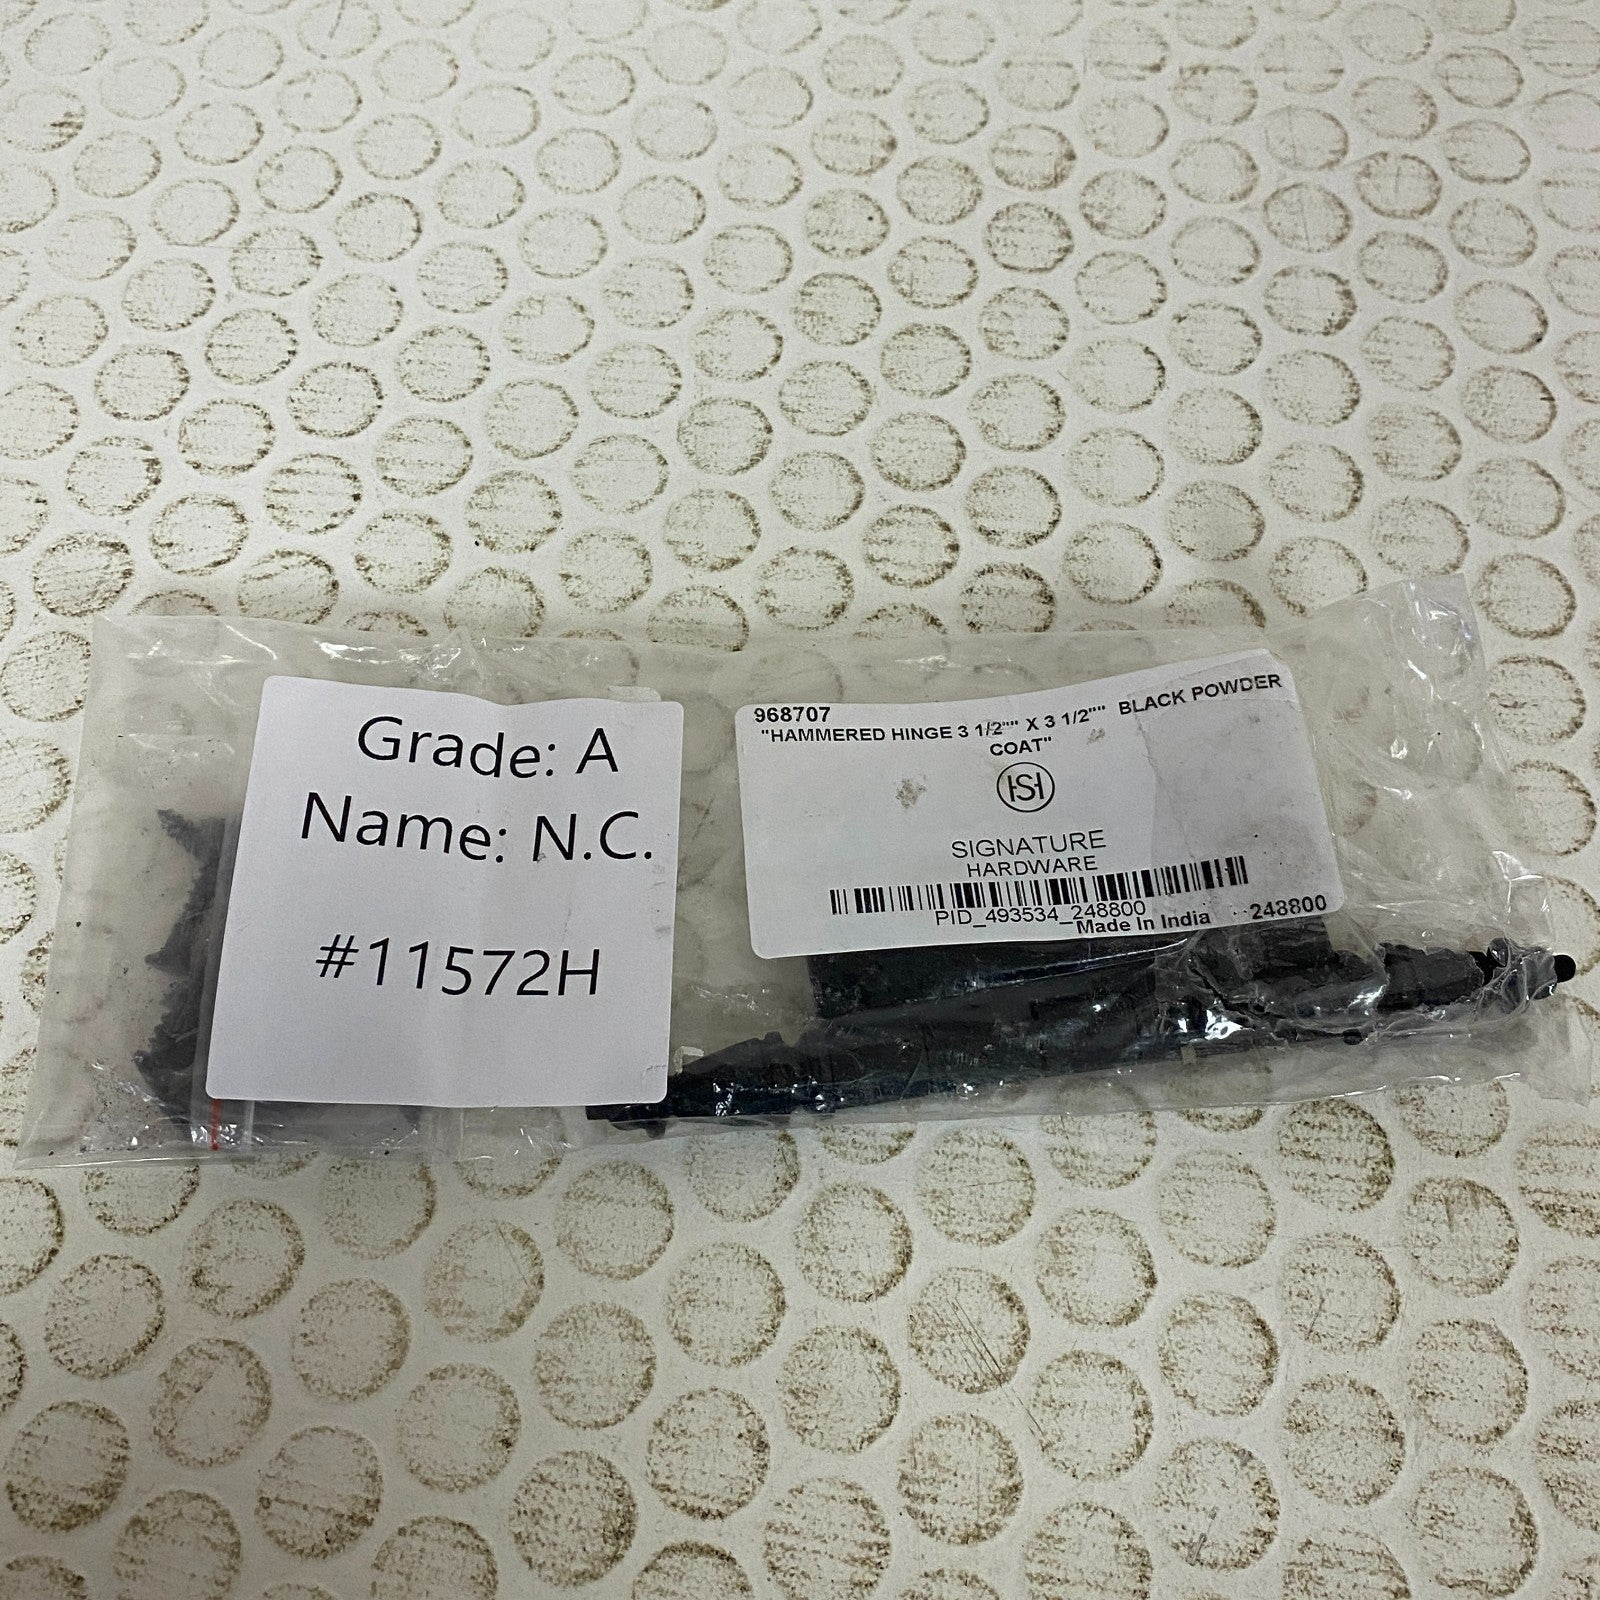 Grade: A
Name: N.C.
#11572H
968707
"HAMMERED HINGE 3 1/2"" X 3 1/2"" BLACK POWDER
COAT"
HSH
SIGNATURE
HARDWARE
PID_493534_248800
Made In India
248800